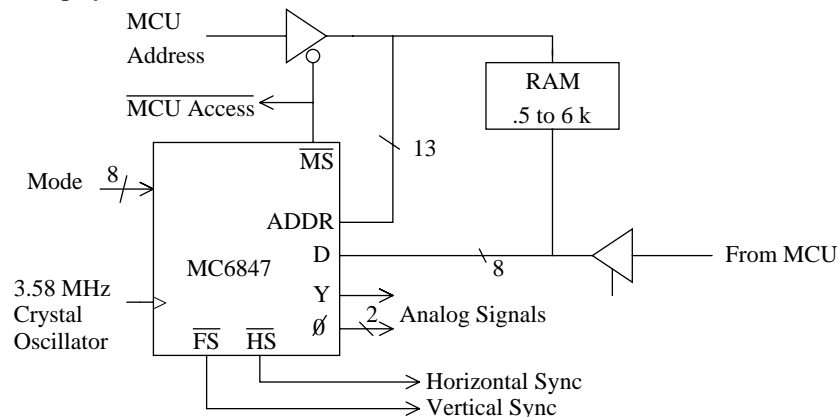 MCU
Address
RAM
.5 to 6 k
MCU Access
MS
13
8
Mode
ADDR
D
8
From MCU
MC6847
3.58 MHz
Crystal
Oscillator
Y
2
Analog Signals
Ø
FS
HS
Horizontal Sync
Vertical Sync